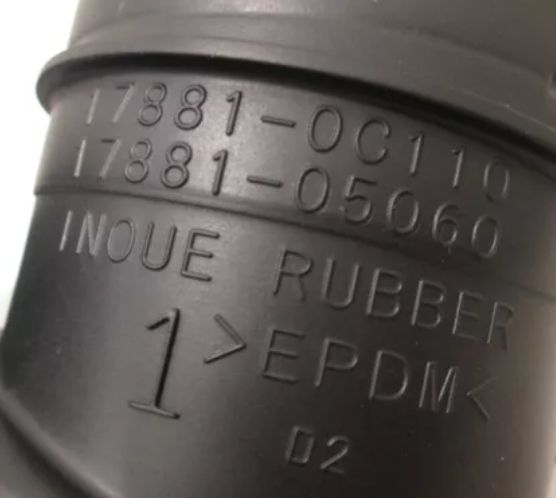 17881-0C110
17881-05060
INOUE RUBBER
1 >EPDM<
D2